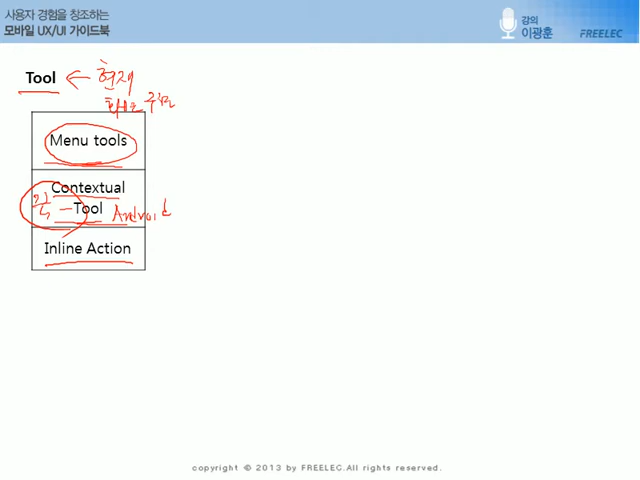 사용자 경험을 창조하는
모바일 UX/UI 가이드북
강의
이광훈
FREELEC
Tool ← 현재
Menu tools
Contextual
Tool Android
Inline Action
copyright © 2013 by FREELEC.All rights reserved.